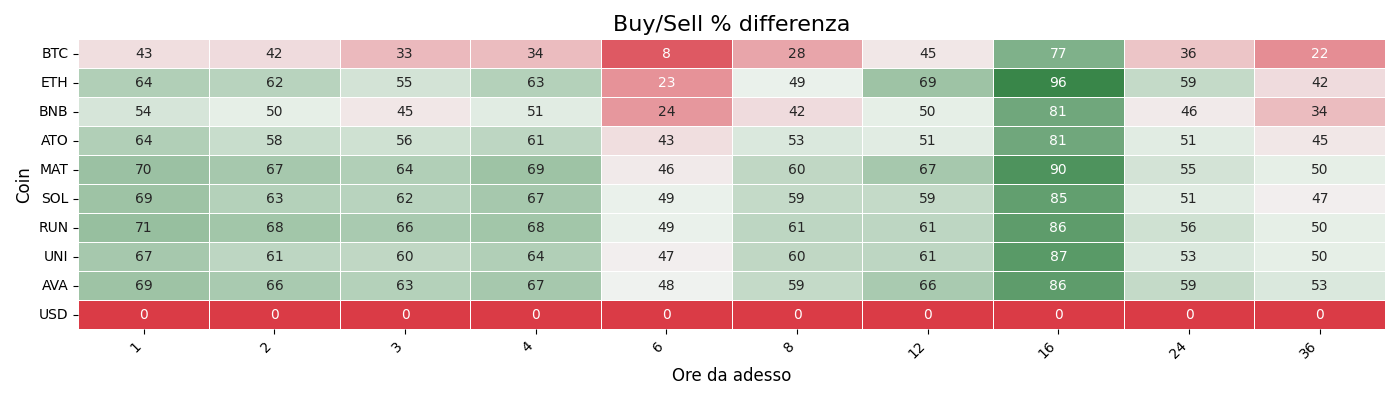 Buy/Sell % differenza
Coin
BTC 43 42 33 34 8 28 45 77 36 22
ETH 64 62 55 63 23 49 69 96 59 42
BNB 54 50 45 51 24 42 50 81 46 34
ATO 64 58 56 61 43 53 51 81 51 45
MAT 70 67 64 69 46 60 67 90 55 50
SOL 69 63 62 67 49 59 59 85 51 47
RUN 71 68 66 68 49 61 61 86 56 50
UNI 67 61 60 64 47 60 61 87 53 50
AVA 69 66 63 67 48 59 66 86 59 53
USD 0 0 0 0 0 0 0 0 0 0
1 2 3 4 6 8 12 16 24 36
Ore da adesso